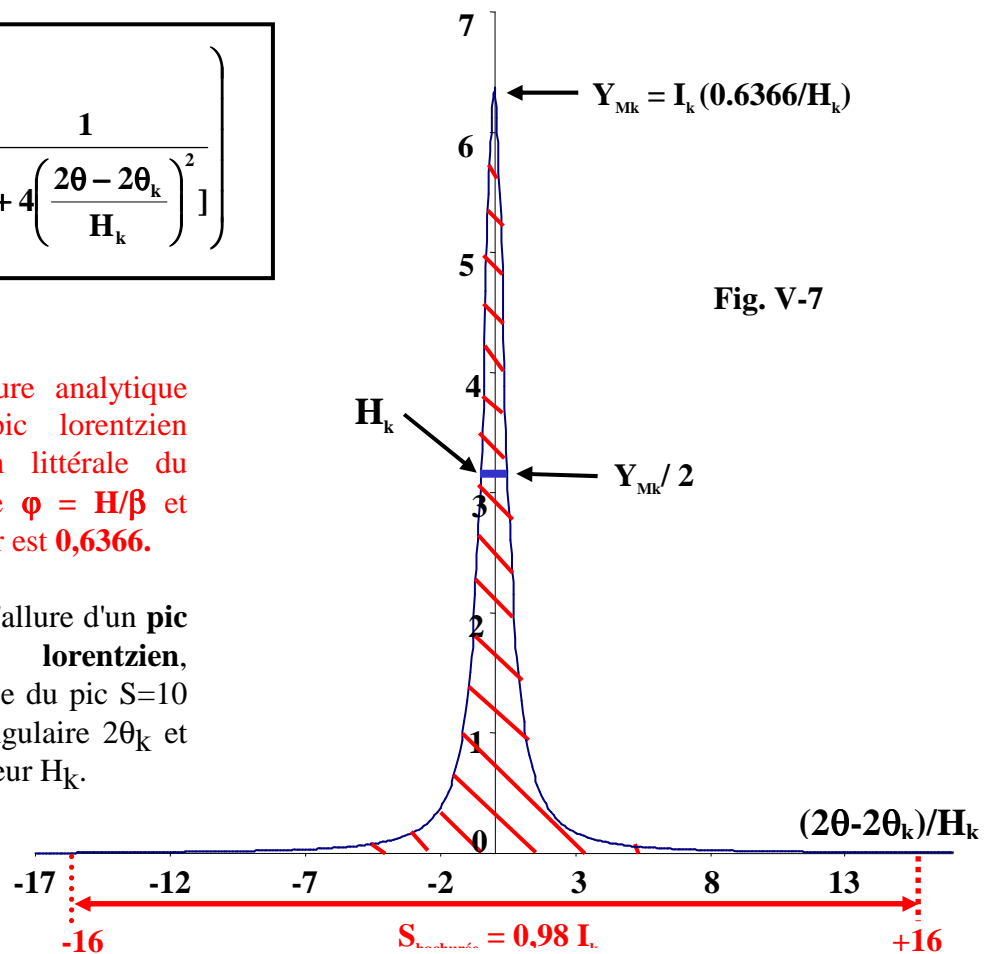 1
+ 4( (2θ – 2θk) / Hk )² ]
7
YMk = Ik (0.6366/Hk)
6
5
Fig. V-7
ure analytique
pic lorentzien
n littérale du
e φ = H/β et
r est 0,6366.
4
Hk
YMk/ 2
3
'allure d'un pic
lorentzien,
e du pic S=10
ngulaire 2θk et
eur Hk.
2
1
0
(2θ-2θk)/Hk
-17 -12 -7 -2 3 8 13
-16 S = 0,98 Ik +16